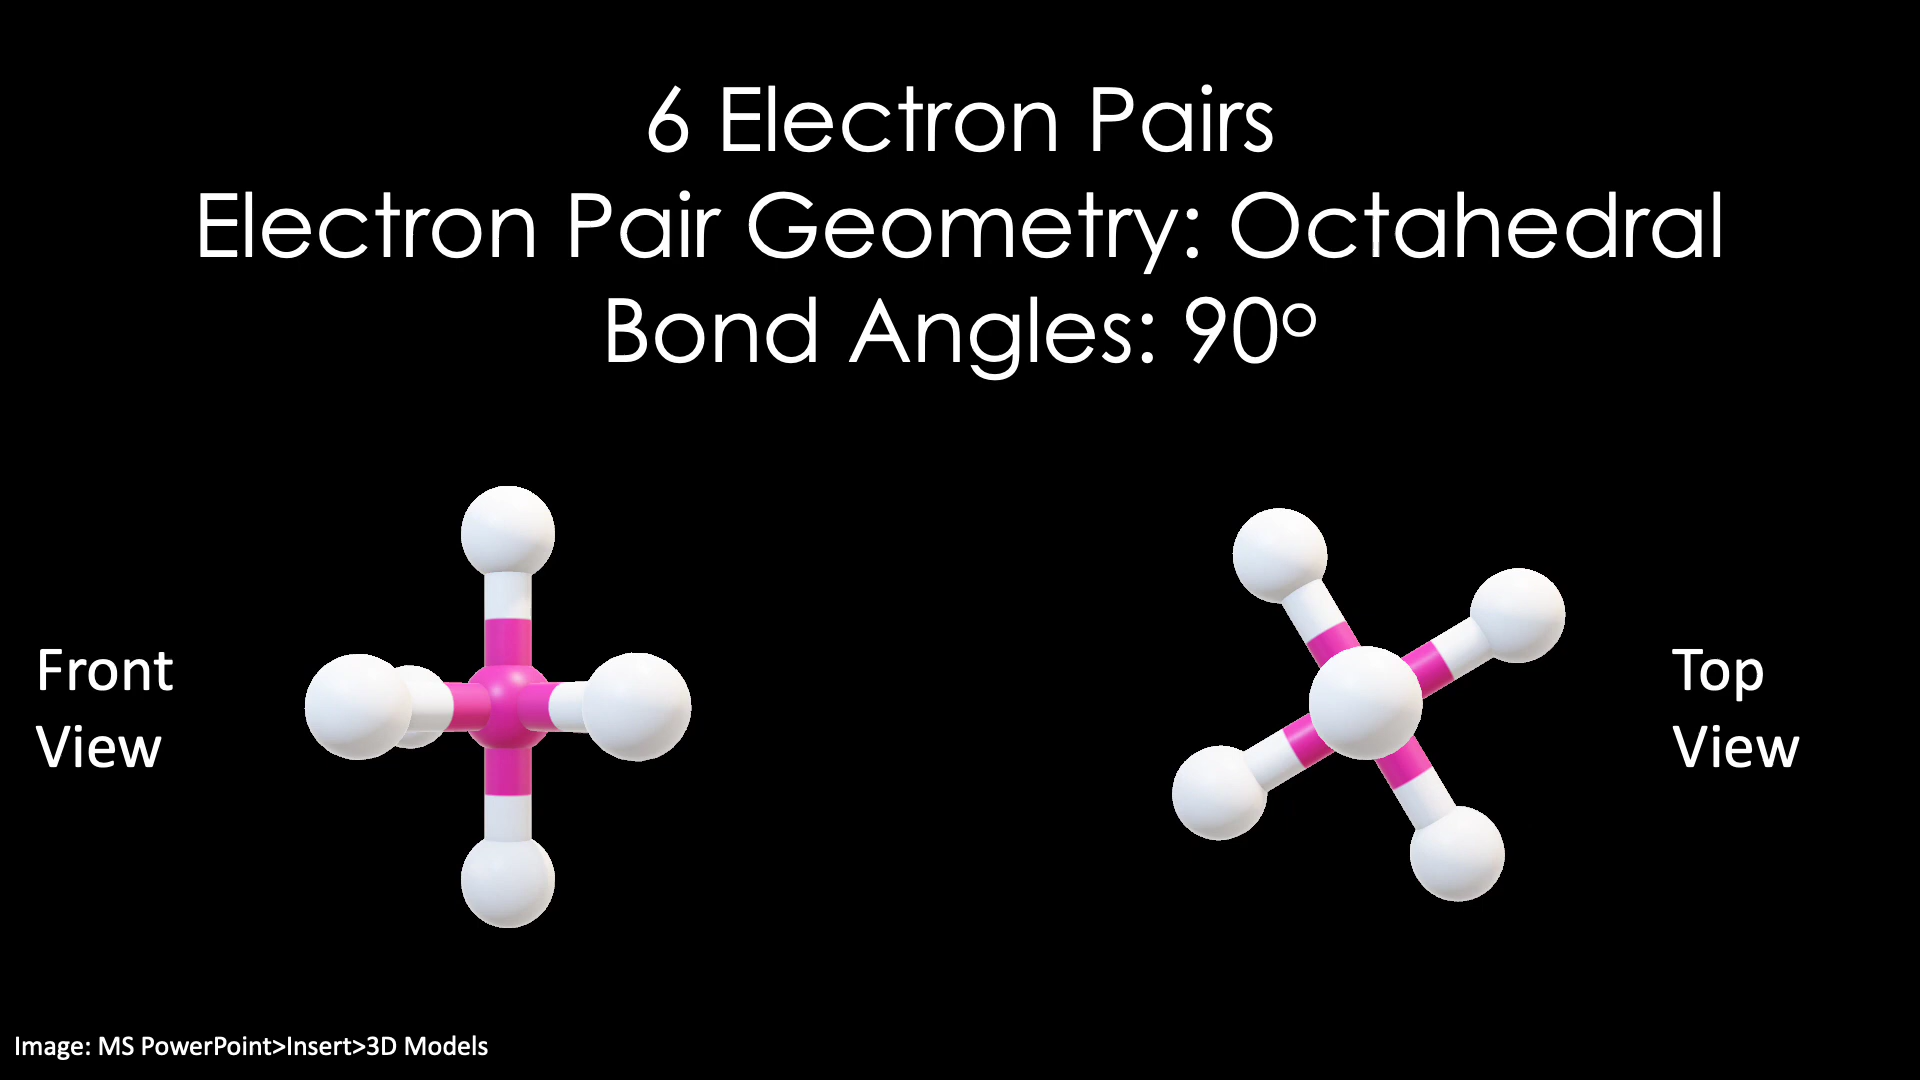 6 Electron Pairs
Electron Pair Geometry: Octahedral
Bond Angles: 90º
Front
View
Top
View
Image: MS PowerPoint>Insert>3D Models